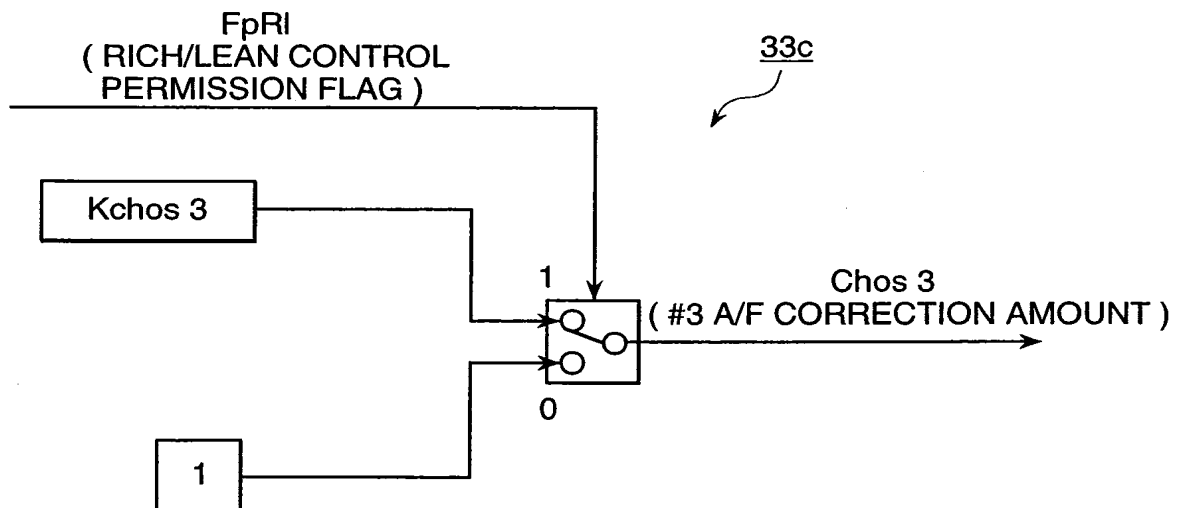 FpRl
( RICH/LEAN CONTROL
PERMISSION FLAG )
33c
Kchos 3
1
Chos 3
( #3 A/F CORRECTION AMOUNT )
0
1